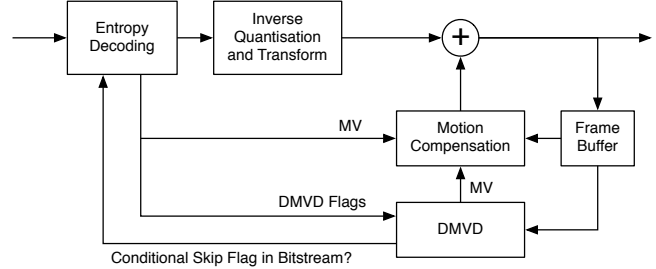 Entropy
Decoding
Inverse
Quantisation
and Transform
+
MV
Motion
Compensation
Frame
Buffer
MV
DMVD Flags
DMVD
Conditional Skip Flag in Bitstream?